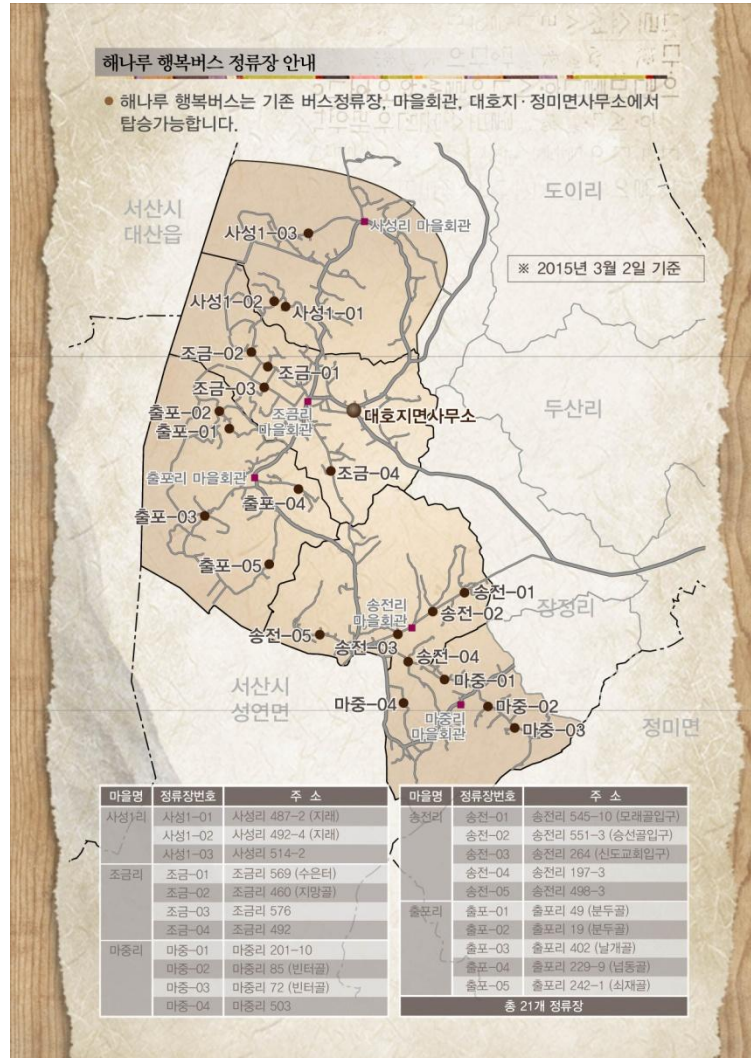 해나루 행복버스 정류장 안내
● 해나루 행복버스는 기존 버스정류장, 마을회관, 대호지·정미면사무소에서
탑승가능합니다.
서산시
대산읍
도이리
사성리 마을회관
사성1-03
※ 2015년 3월 2일 기준
사성1-02
사성1-01
조금-02
조금-01
조금-03
출포-02
조금리
마을회관
대호지면사무소
두산리
출포-01
출포리 마을회관
조금-04
출포-04
출포-03
출포-05
송전-01
송전리
마을회관
송전-02
장정리
송전-05
송전-03
송전-04
마중-01
서산시
성연면
마중-04
마중-02
마중리
마을회관
마중-03
정미면
마을명 정류장번호 주 소
사성1리 사성1-01 사성리 487-2 (지래)
사성1-02 사성리 492-4 (지래)
사성1-03 사성리 514-2
조금리 조금-01 조금리 569 (수은터)
조금-02 조금리 460 (지망골)
조금-03 조금리 576
조금-04 조금리 492
마중리 마중-01 마중리 201-10
마중-02 마중리 85 (빈터골)
마중-03 마중리 72 (빈터골)
마중-04 마중리 503
마을명 정류장번호 주 소
송전리 송전-01 송전리 545-10 (모래골입구)
송전-02 송전리 551-3 (승선골입구)
송전-03 송전리 264 (신도교회입구)
송전-04 송전리 197-3
송전-05 송전리 498-3
출포리 출포-01 출포리 49 (분두골)
출포-02 출포리 19 (분두골)
출포-03 출포리 402 (날개골)
출포-04 출포리 229-9 (넙동골)
출포-05 출포리 242-1 (쇠재골)
총 21개 정류장